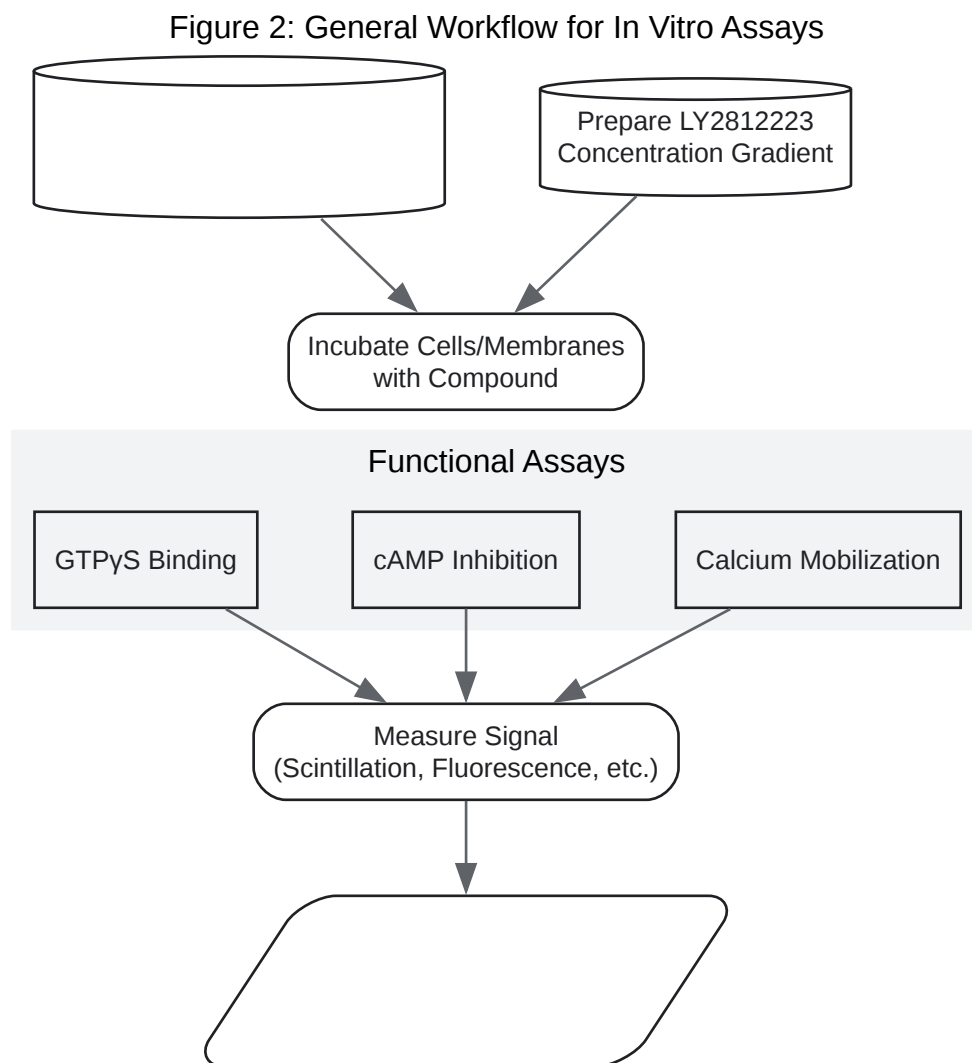 Figure 2: General Workflow for In Vitro Assays
Prepare LY2812223
Concentration Gradient
Incubate Cells/Membranes
with Compound
Functional Assays
GTPγS Binding
cAMP Inhibition
Calcium Mobilization
Measure Signal
(Scintillation, Fluorescence, etc.)